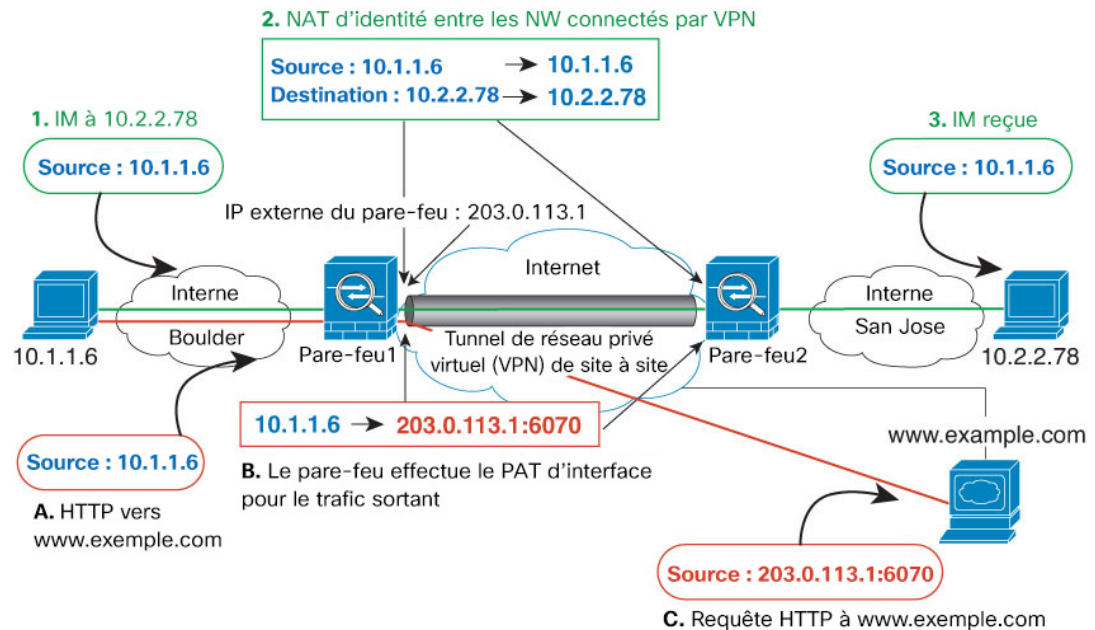 2. NAT d’identité entre les NW connectés par VPN
Source : 10.1.1.6 → 10.1.1.6
Destination : 10.2.2.78 → 10.2.2.78
1. IM à 10.2.2.78
Source : 10.1.1.6
3. IM reçue
Source : 10.1.1.6
IP externe du pare-feu : 203.0.113.1
Internet
Interne
Boulder
Interne
San Jose
10.1.1.6
Pare-feu1
Tunnel de réseau privé
virtuel (VPN) de site à site
Pare-feu2
10.2.2.78
10.1.1.6 → 203.0.113.1:6070
www.example.com
Source : 10.1.1.6
B. Le pare-feu effectue le PAT d’interface
pour le trafic sortant
A. HTTP vers
www.exemple.com
Source : 203.0.113.1:6070
C. Requête HTTP à www.exemple.com